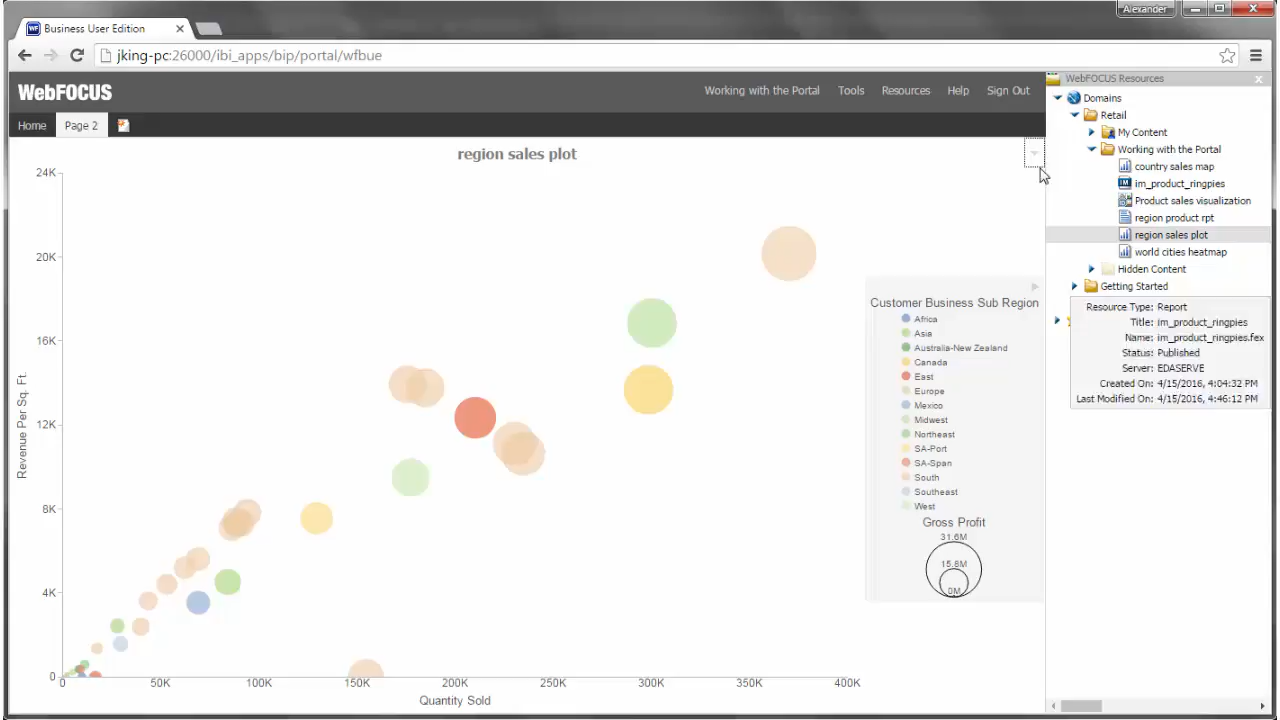 Alexander
Business User Edition
jking-pc:26000/ibi_apps/bip/portal/wfbue
WebFOCUS
Working with the Portal
Tools
Resources
Help
Sign Out
Home
Page 2
region sales plot
24K
20K
16K
12K
8K
4K
0
Revenue Per Sq. Ft.
0
50K
100K
150K
200K
250K
300K
350K
400K
Quantity Sold
Customer Business Sub Region
Africa
Asia
Australia-New Zealand
Canada
East
Europe
Mexico
Midwest
Northeast
SA-Port
SA-Span
South
Southeast
West
Gross Profit
31.6M
15.8M
0M
WebFOCUS Resources
Domains
Retail
My Content
Working with the Portal
country sales map
im_product_ringpies
Product sales visualization
region product rpt
region sales plot
world cities heatmap
Hidden Content
Getting Started
Resource Type: Report
Title: im_product_ringpies
Name: im_product_ringpies.fex
Status: Published
Server: EDASERVE
Created On: 4/15/2016, 4:04:32 PM
Last Modified On: 4/15/2016, 4:46:12 PM